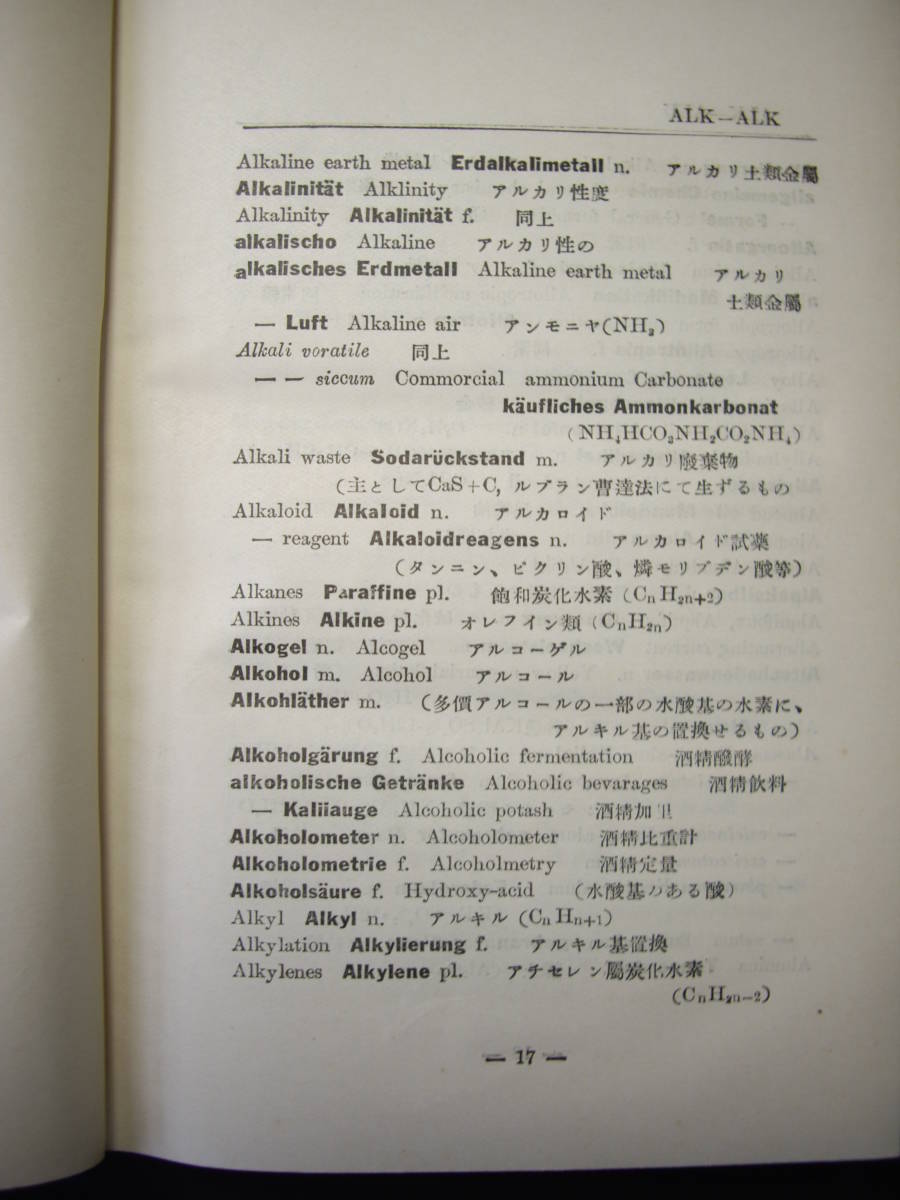 ALK—ALK
Alkaline earth metal Erdalkalimetall n. アルカリ土類金屬
Alkalinität Alklinity アルカリ性度
Alkalinity Alkalinität f. 同上
alkalischo Alkaline アルカリ性の
alkalisches Erdmetall Alkaline earth metal アルカリ
土類金屬
— Luft Alkaline air アンモニヤ(NH₃)
Alkali voratile 同上
— — siccum Commorcial ammonium Carbonate
käufliches Ammonkarbonat
(NH₄HCO₃NH₂CO₂NH₄)
Alkali waste Sodarückstand m. アルカリ廢棄物
(主としてCaS+C, ルブラン曹達法にて生ずるもの
Alkaloid Alkaloid n. アルカロイド
— reagent Alkaloidreagens n. アルカロイド試藥
(タンニン、ピクリン酸、燐モリブデン酸等)
Alkanes Paraffine pl. 飽和炭化水素 (CnH2n+2)
Alkines Alkine pl. オレフイン類 (CnH2n)
Alkogel n. Alcogel アルコーゲル
Alkohol m. Alcohol アルコール
Alkohläther m. (多價アルコールの一部の水酸基の水素に、
アルキル基の置換せるもの)
Alkoholgärung f. Alcoholic fermentation 酒精醱酵
alkoholische Getränke Alcoholic bevarages 酒精飲料
— Kaliiauge Alcoholic potash 酒精加里
Alkoholometer n. Alcoholometer 酒精比重計
Alkoholometrie f. Alcoholmetry 酒精定量
Alkoholsäure f. Hydroxy-acid (水酸基のある酸)
Alkyl Alkyl n. アルキル (CnHn+1)
Alkylation Alkylierung f. アルキル基置換
Alkylenes Alkylene pl. アチセレン屬炭化水素
(CnH2n−2)
— 17 —